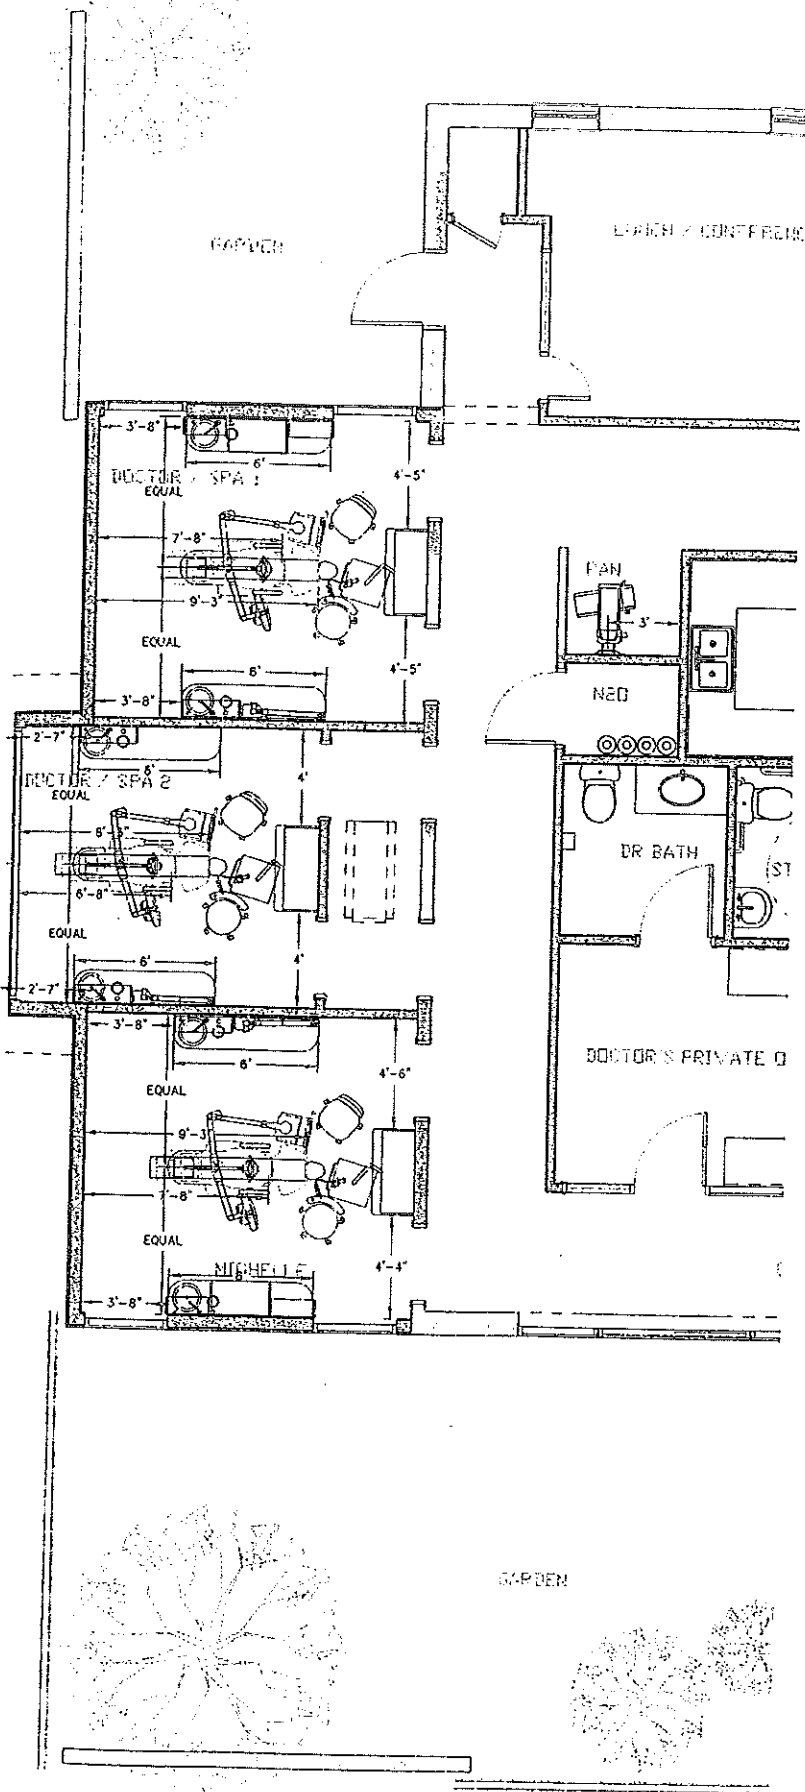 GARDEN
LUNCH / CONFERENC
3'-8"
6'
4'-5"
DOCTOR / SPA 1
EQUAL
7'-8"
9'-3"
EQUAL
6'
4'-5"
3'-8"
PAN
3'
N2O
2'-7"
6'
4'
DOCTOR / SPA 2
EQUAL
6'-8"
EQUAL
6'
4'
2'-7"
DR BATH
(ST
3'-8"
6'
4'-6"
DOCTOR'S PRIVATE O
EQUAL
9'-3"
7'-8"
EQUAL
MICHELLE
4'-4"
3'-8"
GARDEN